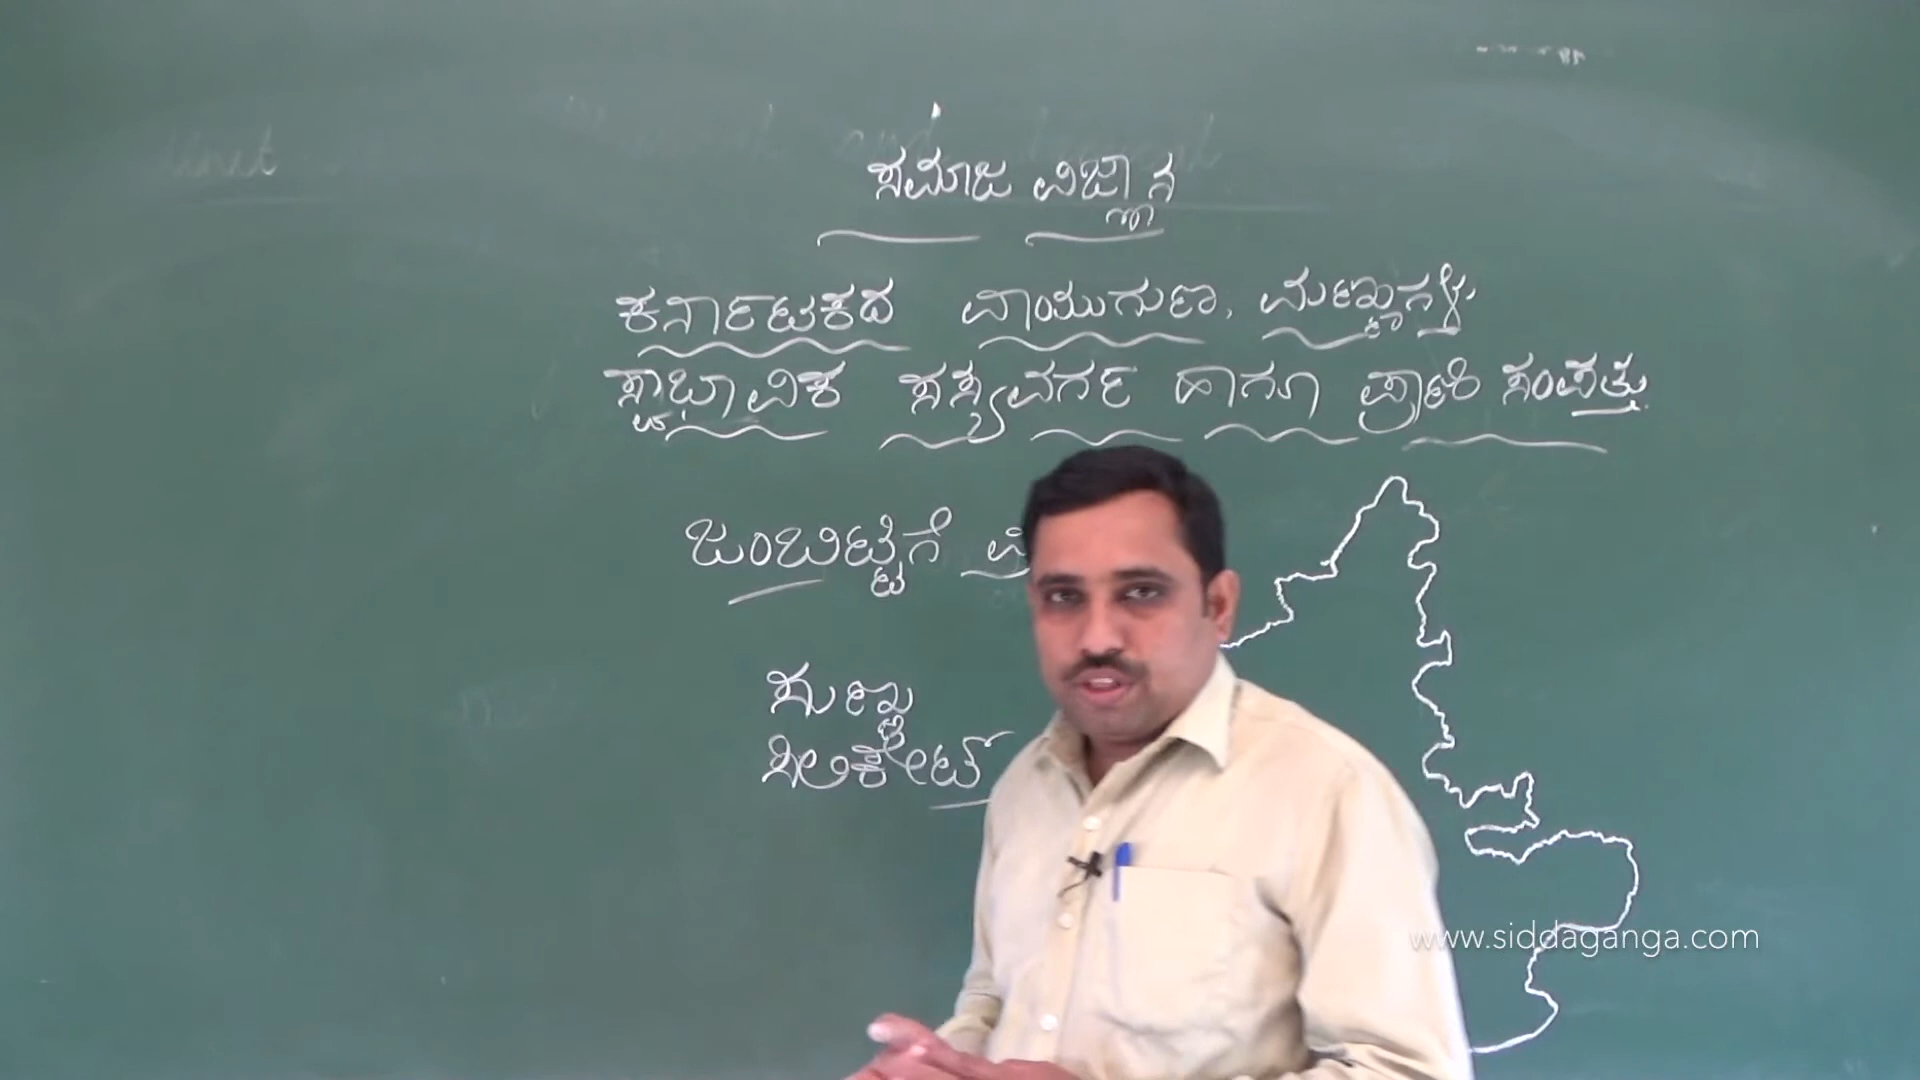 ಸಮಾಜ ವಿಜ್ಞಾನ
ಕರ್ನಾಟಕದ ವಾಯುಗುಣ, ಮಣ್ಣುಗಳು,
ಸ್ವಾಭಾವಿಕ ಸಸ್ಯವರ್ಗ ಹಾಗೂ ಪ್ರಾಣಿ ಸಂಪತ್ತು.
ಜಂಬಿಟ್ಟಿಗೆ
ಸುಣ್ಣ
ಸಿಲಿಕೇಟ್
www.siddaganga.com